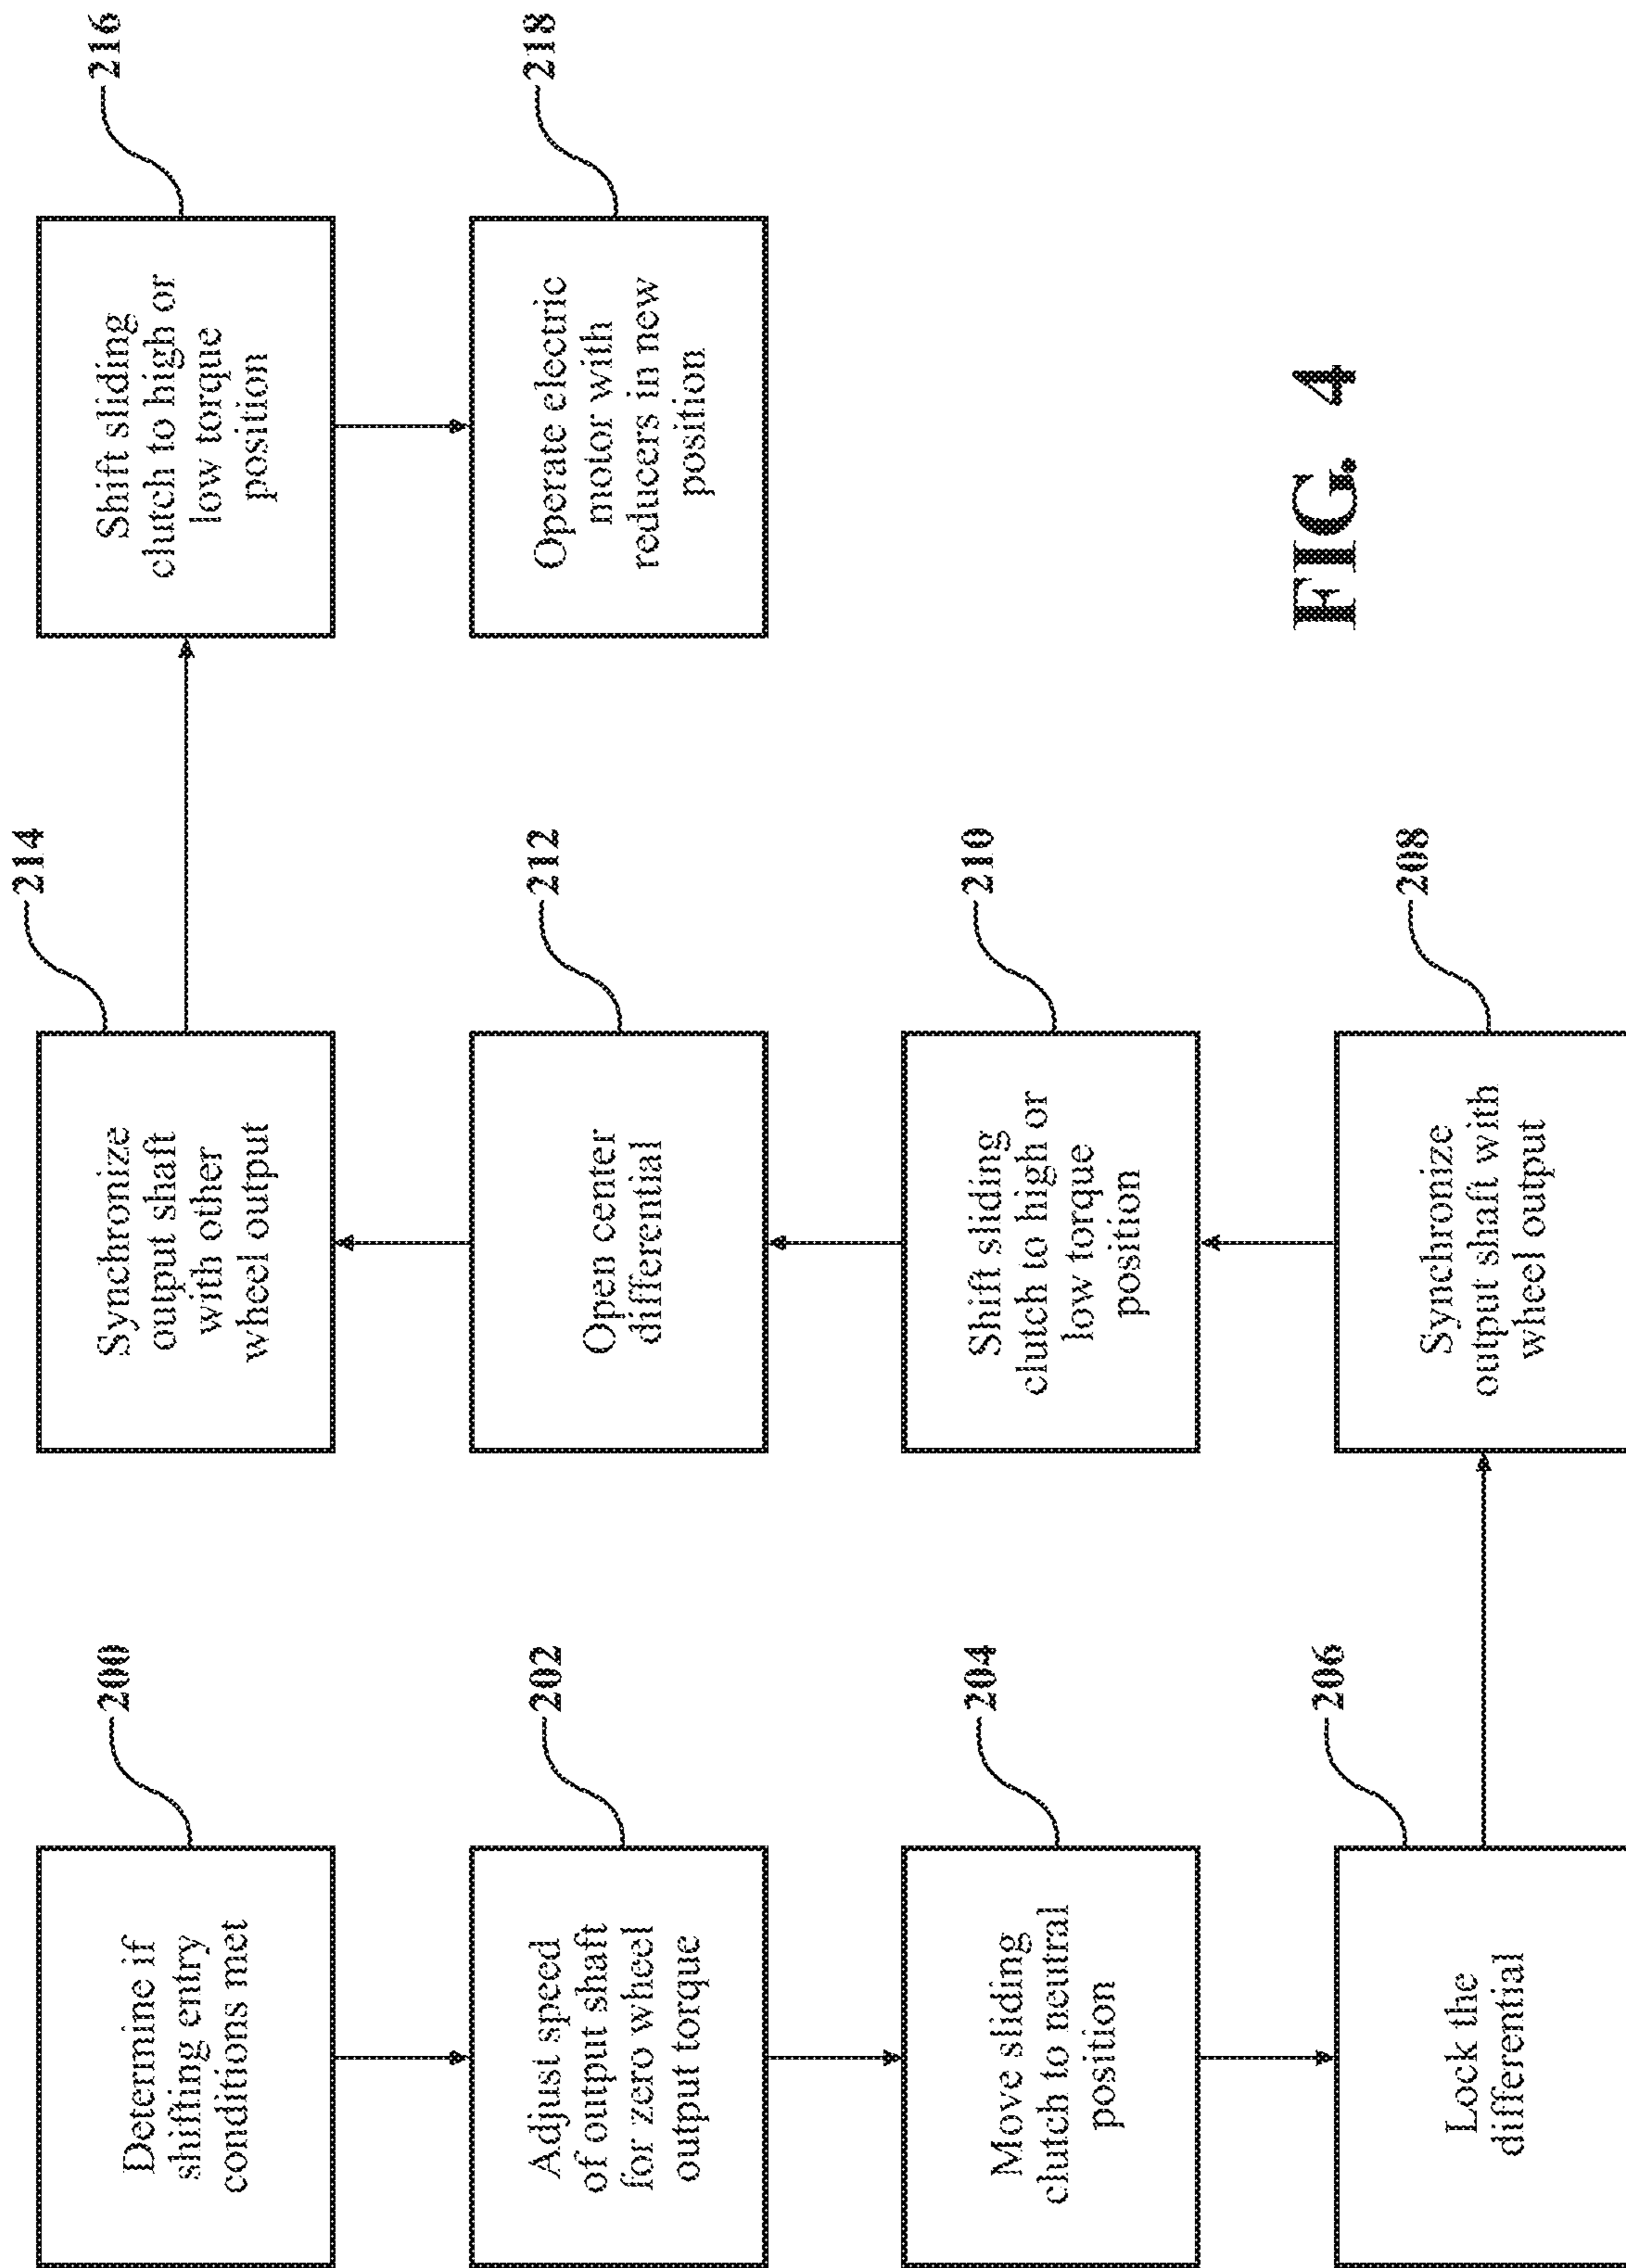 200
Determine if
shifting entry
conditions met
202
Adjust speed
of output shaft
for zero wheel
output torque
204
Move sliding
clutch to neutral
position
206
Lock the
differential
208
Synchronize
output shaft with
wheel output
210
Shift sliding
clutch to high or
low torque
position
212
Open center
differential
214
Synchronize
output shaft
with other
wheel output
216
Shift sliding
clutch to high or
low torque
position
218
Operate electric
motor with
reducers in new
position
FIG. 4